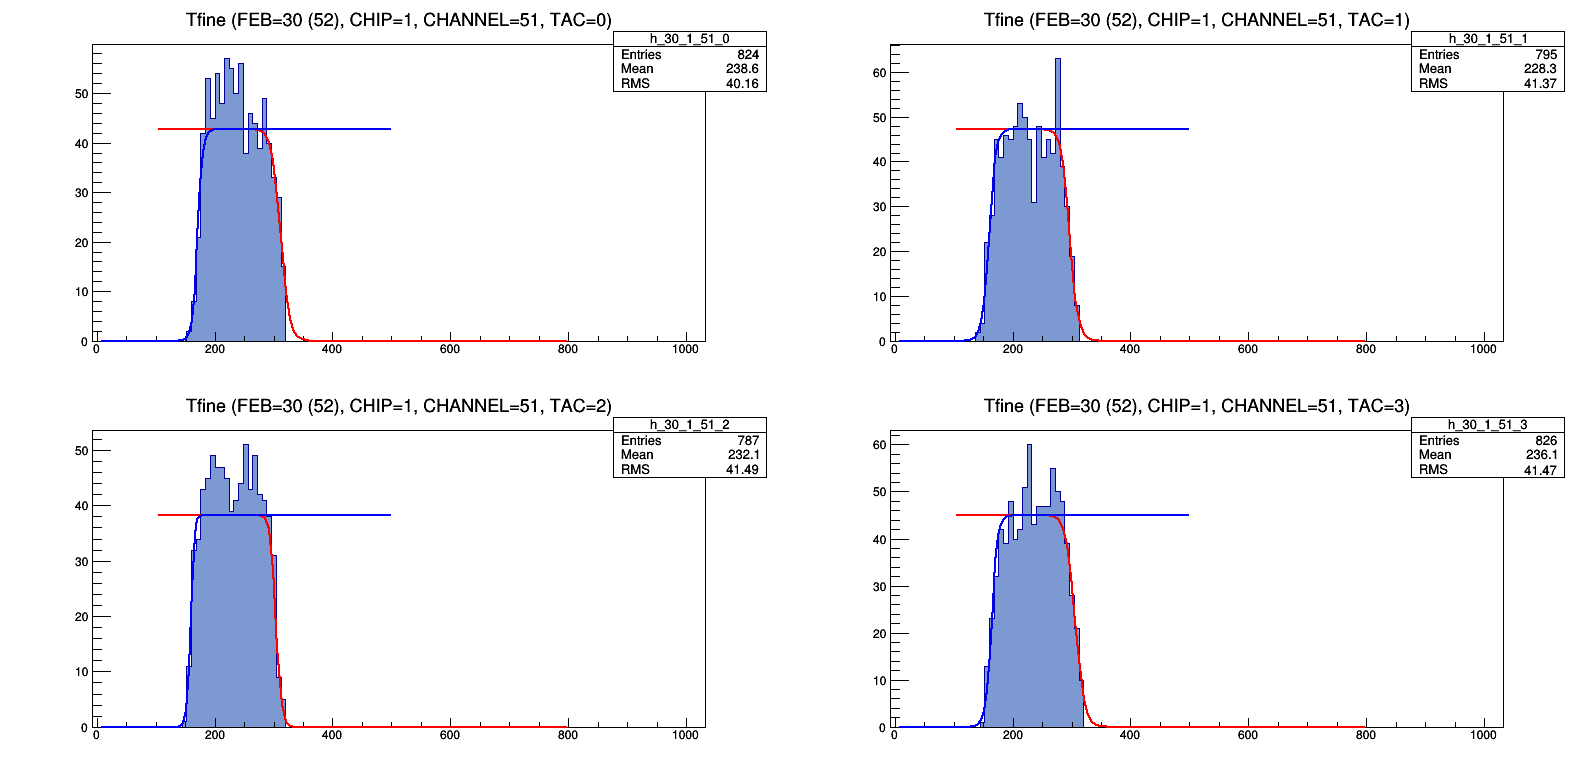 Tfine (FEB=30 (52), CHIP=1, CHANNEL=51, TAC=0)
h_30_1_51_0
Entries 824
Mean 238.6
RMS 40.16
50
40
30
20
10
0
0 200 400 600 800 1000
Tfine (FEB=30 (52), CHIP=1, CHANNEL=51, TAC=1)
h_30_1_51_1
Entries 795
Mean 228.3
RMS 41.37
60
50
40
30
20
10
0
0 200 400 600 800 1000
Tfine (FEB=30 (52), CHIP=1, CHANNEL=51, TAC=2)
h_30_1_51_2
Entries 787
Mean 232.1
RMS 41.49
50
40
30
20
10
0
0 200 400 600 800 1000
Tfine (FEB=30 (52), CHIP=1, CHANNEL=51, TAC=3)
h_30_1_51_3
Entries 826
Mean 236.1
RMS 41.47
60
50
40
30
20
10
0
0 200 400 600 800 1000